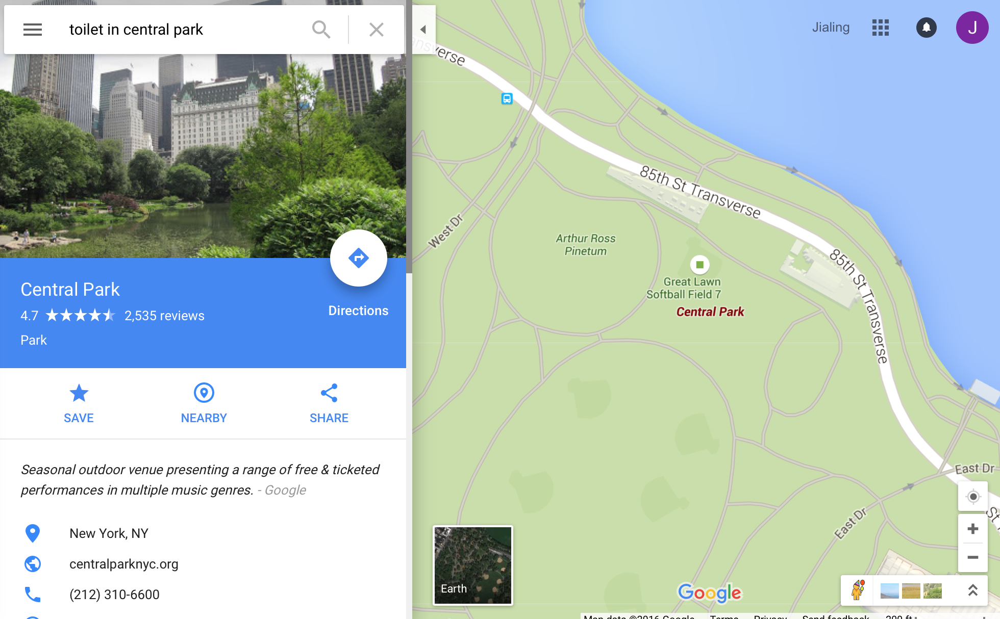 toilet in central park
Central Park
4.7
2,535 reviews
Park
Directions
SAVE
NEARBY
SHARE
Seasonal outdoor venue presenting a range of free & ticketed
performances in multiple music genres. - Google
New York, NY
centralparknyc.org
(212) 310-6600
Jialing
J
85th St Transverse
West Dr
Arthur Ross
Pinetum
Great Lawn
Softball Field 7
Central Park
85th St Transverse
East Dr
East Dr
Earth
Google
Map data ©2016 Google
Terms
Privacy
Send feedback
200 ft